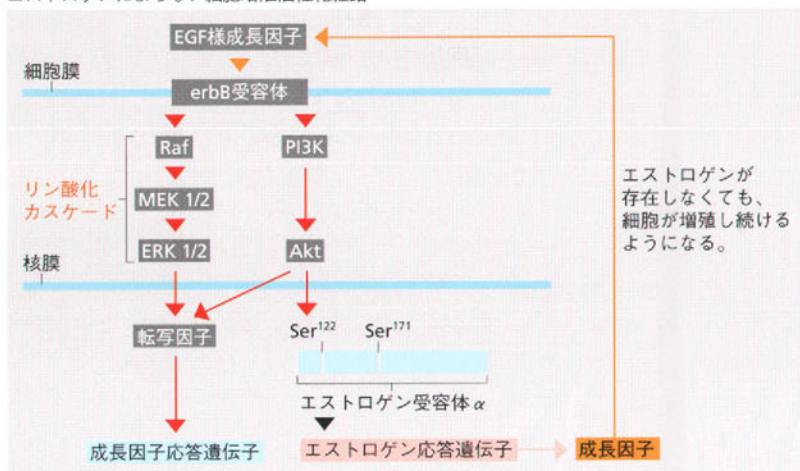 EGF様成長因子
細胞膜
erbB受容体
Raf
PI3K
リン酸化
カスケード
MEK 1/2
ERK 1/2
Akt
エストロゲンが
存在しなくても、
細胞が増殖し続ける
ようになる。
核膜
転写因子
Ser122
Ser171
エストロゲン受容体α
成長因子応答遺伝子
エストロゲン応答遺伝子
成長因子